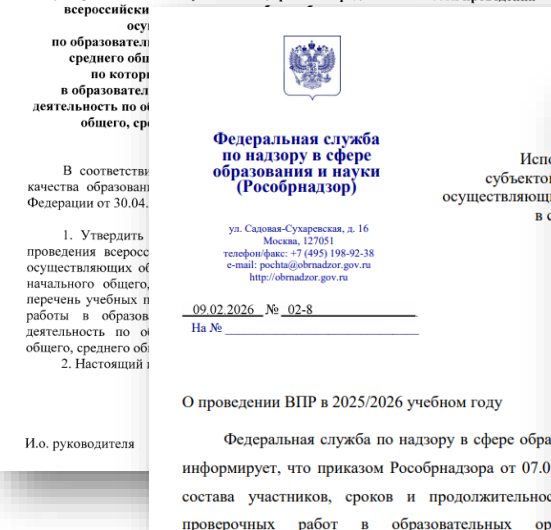 всероссийски
осу
по образовател
среднего общ
по котор
в образовател
деятельность по о
общего, ср
В соответстви
качества образован
Федерации от 30.04.
1. Утвердить
проведения всеросс
осуществляющих об
начального общего,
перечень учебных п
работы в образов
деятельность по о
общего, среднего об
2. Настоящий
И.о. руководителя
Федеральная служба
по надзору в сфере
образования и науки
(Рособрнадзор)
ул. Садовая-Сухаревская, д. 16
Москва, 127051
телефон/факс: +7 (495) 198-92-38
e-mail: pochta@obrnadzor.gov.ru
http://obrnadzor.gov.ru
09.02.2026 № 02-8
На №
Испо
субъекто
осуществляющи
в с
О проведении ВПР в 2025/2026 учебном году
Федеральная служба по надзору в сфере обра
информирует, что приказом Рособрнадзора от 07.0
состава участников, сроков и продолжительнос
проверочных работ в образовательных ор